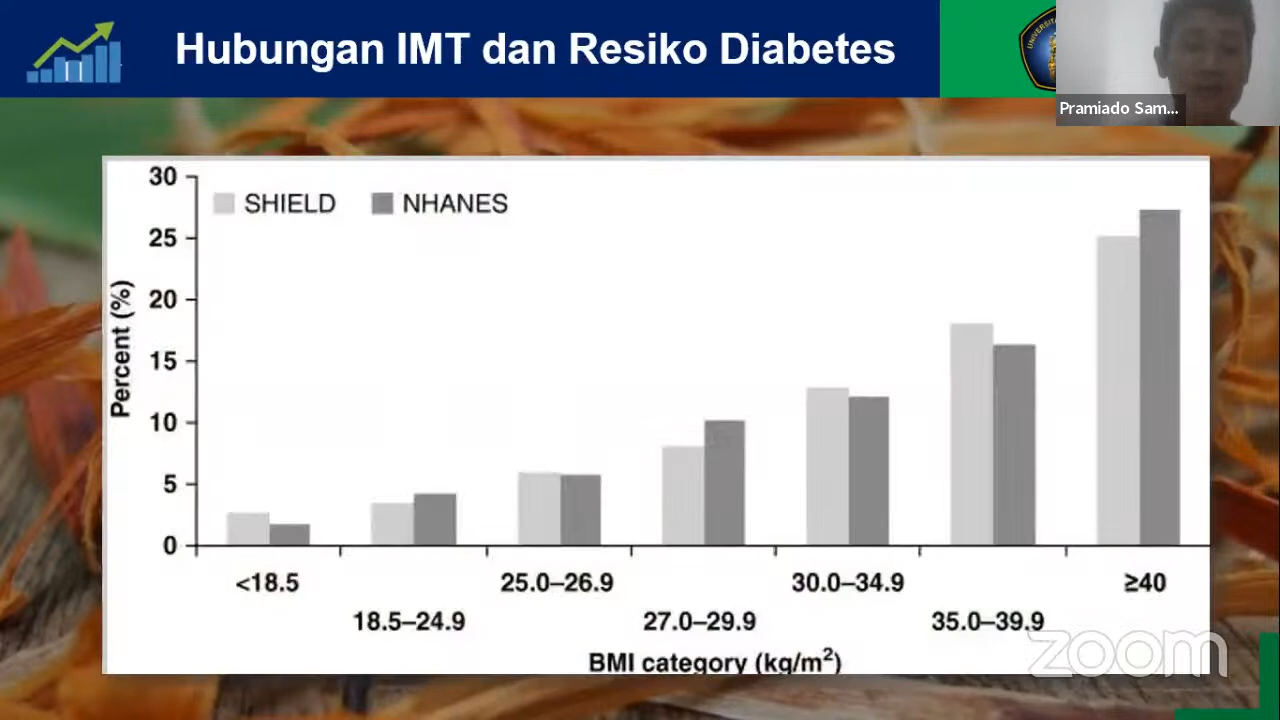 Hubungan IMT dan Resiko Diabetes
Pramiado Sam...
SHIELD NHANES
Percent (%)
30
25
20
15
10
5
0
<18.5
18.5–24.9
25.0–26.9
27.0–29.9
30.0–34.9
35.0–39.9
≥40
BMI category (kg/m²)
zoom